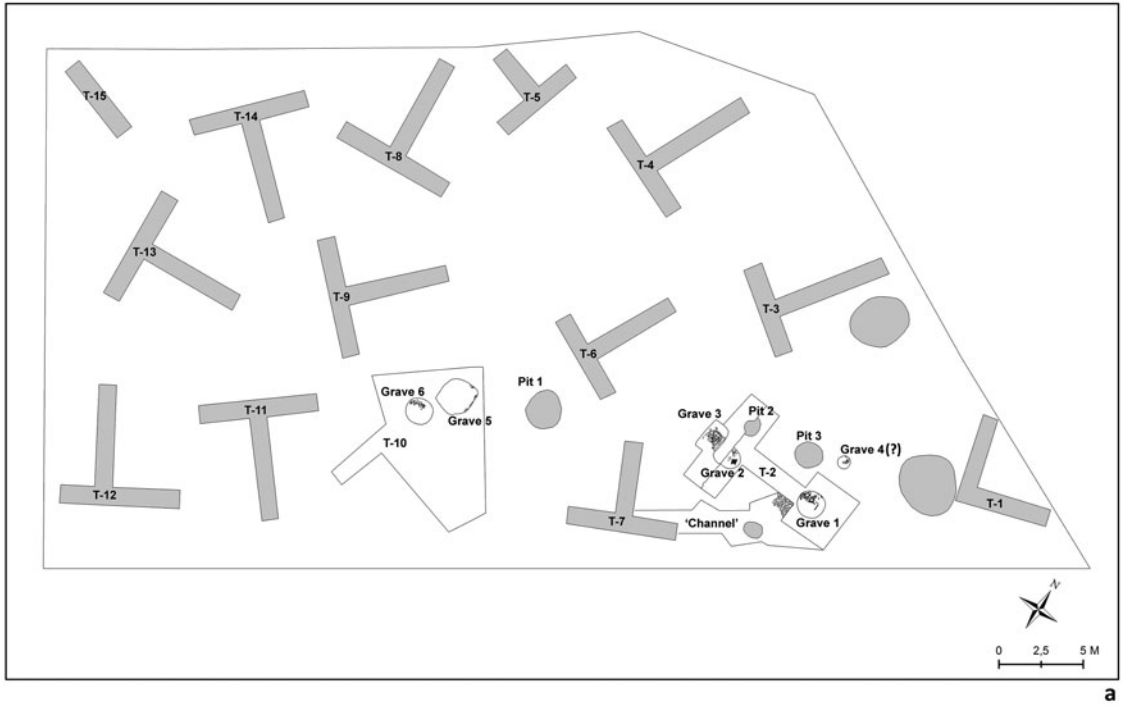 T-15
T-14
T-8
T-5
T-4
T-13
T-9
T-3
T-6
Grave 6
Pit 1
Grave 5
T-11
T-10
Grave 3
Pit 2
Pit 3
Grave 4(?)
Grave 2
T-2
T-12
T-7
'Channel'
Grave 1
T-1
N
0 2,5 5 M
a